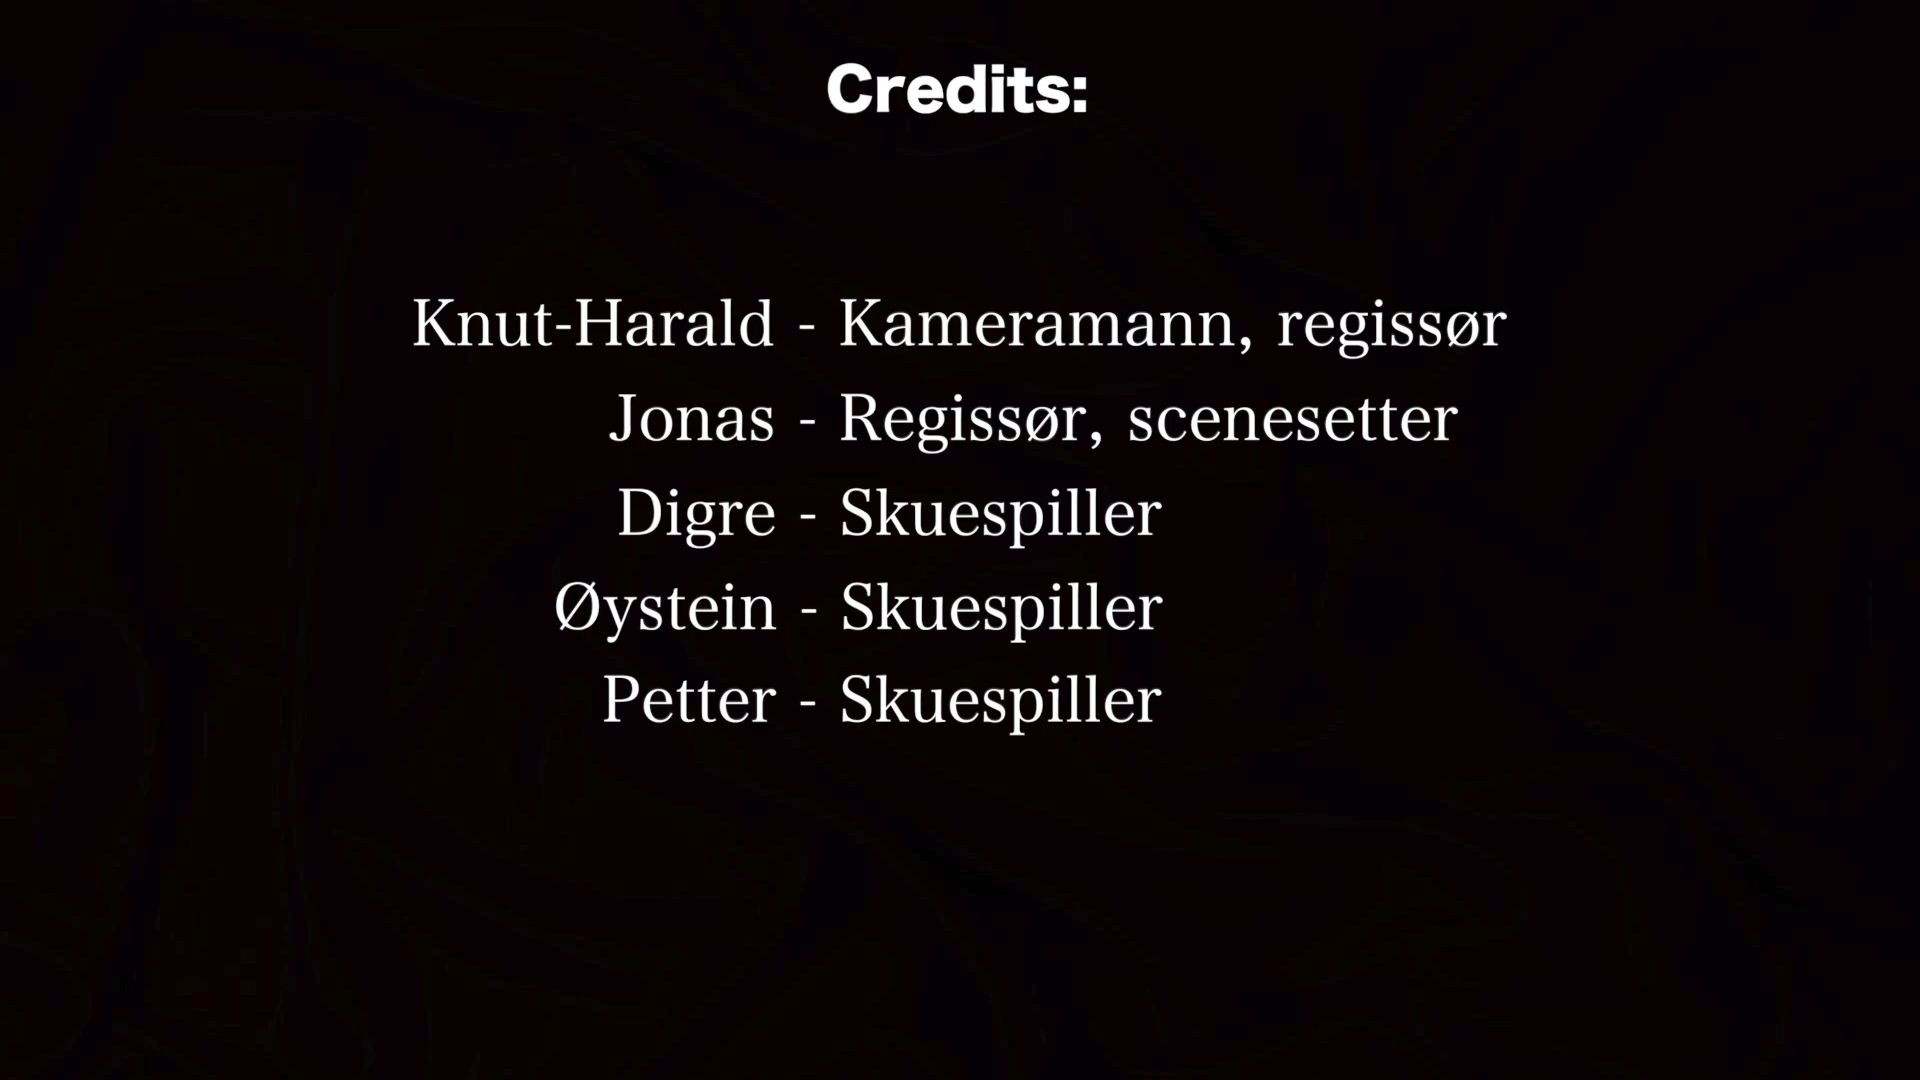 Credits:
Knut-Harald - Kameramann, regissør
Jonas - Regissør, scenesetter
Digre - Skuespiller
Øystein - Skuespiller
Petter - Skuespiller